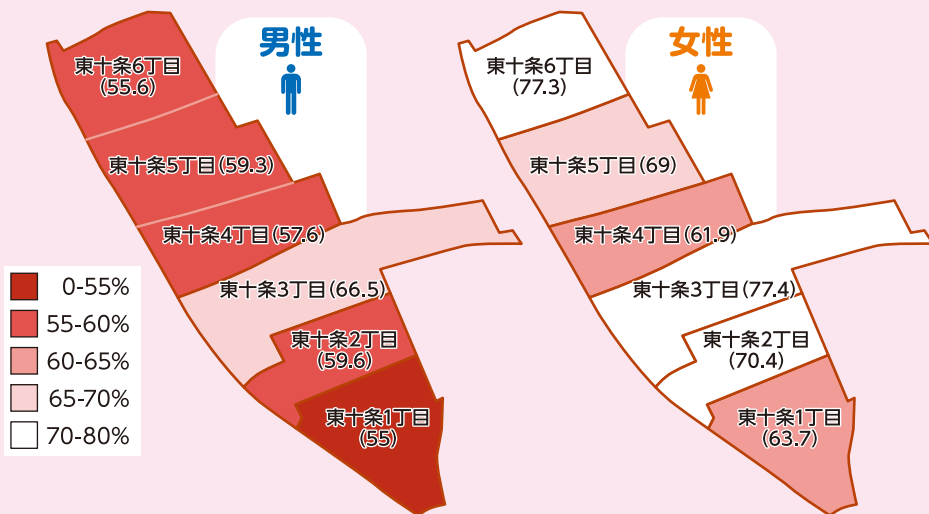 男性
東十条6丁目
(55.6)
東十条5丁目(59.3)
東十条4丁目(57.6)
東十条3丁目(66.5)
東十条2丁目
(59.6)
東十条1丁目
(55)
女性
東十条6丁目
(77.3)
東十条5丁目(69)
東十条4丁目(61.9)
東十条3丁目(77.4)
東十条2丁目
(70.4)
東十条1丁目
(63.7)
0-55%
55-60%
60-65%
65-70%
70-80%